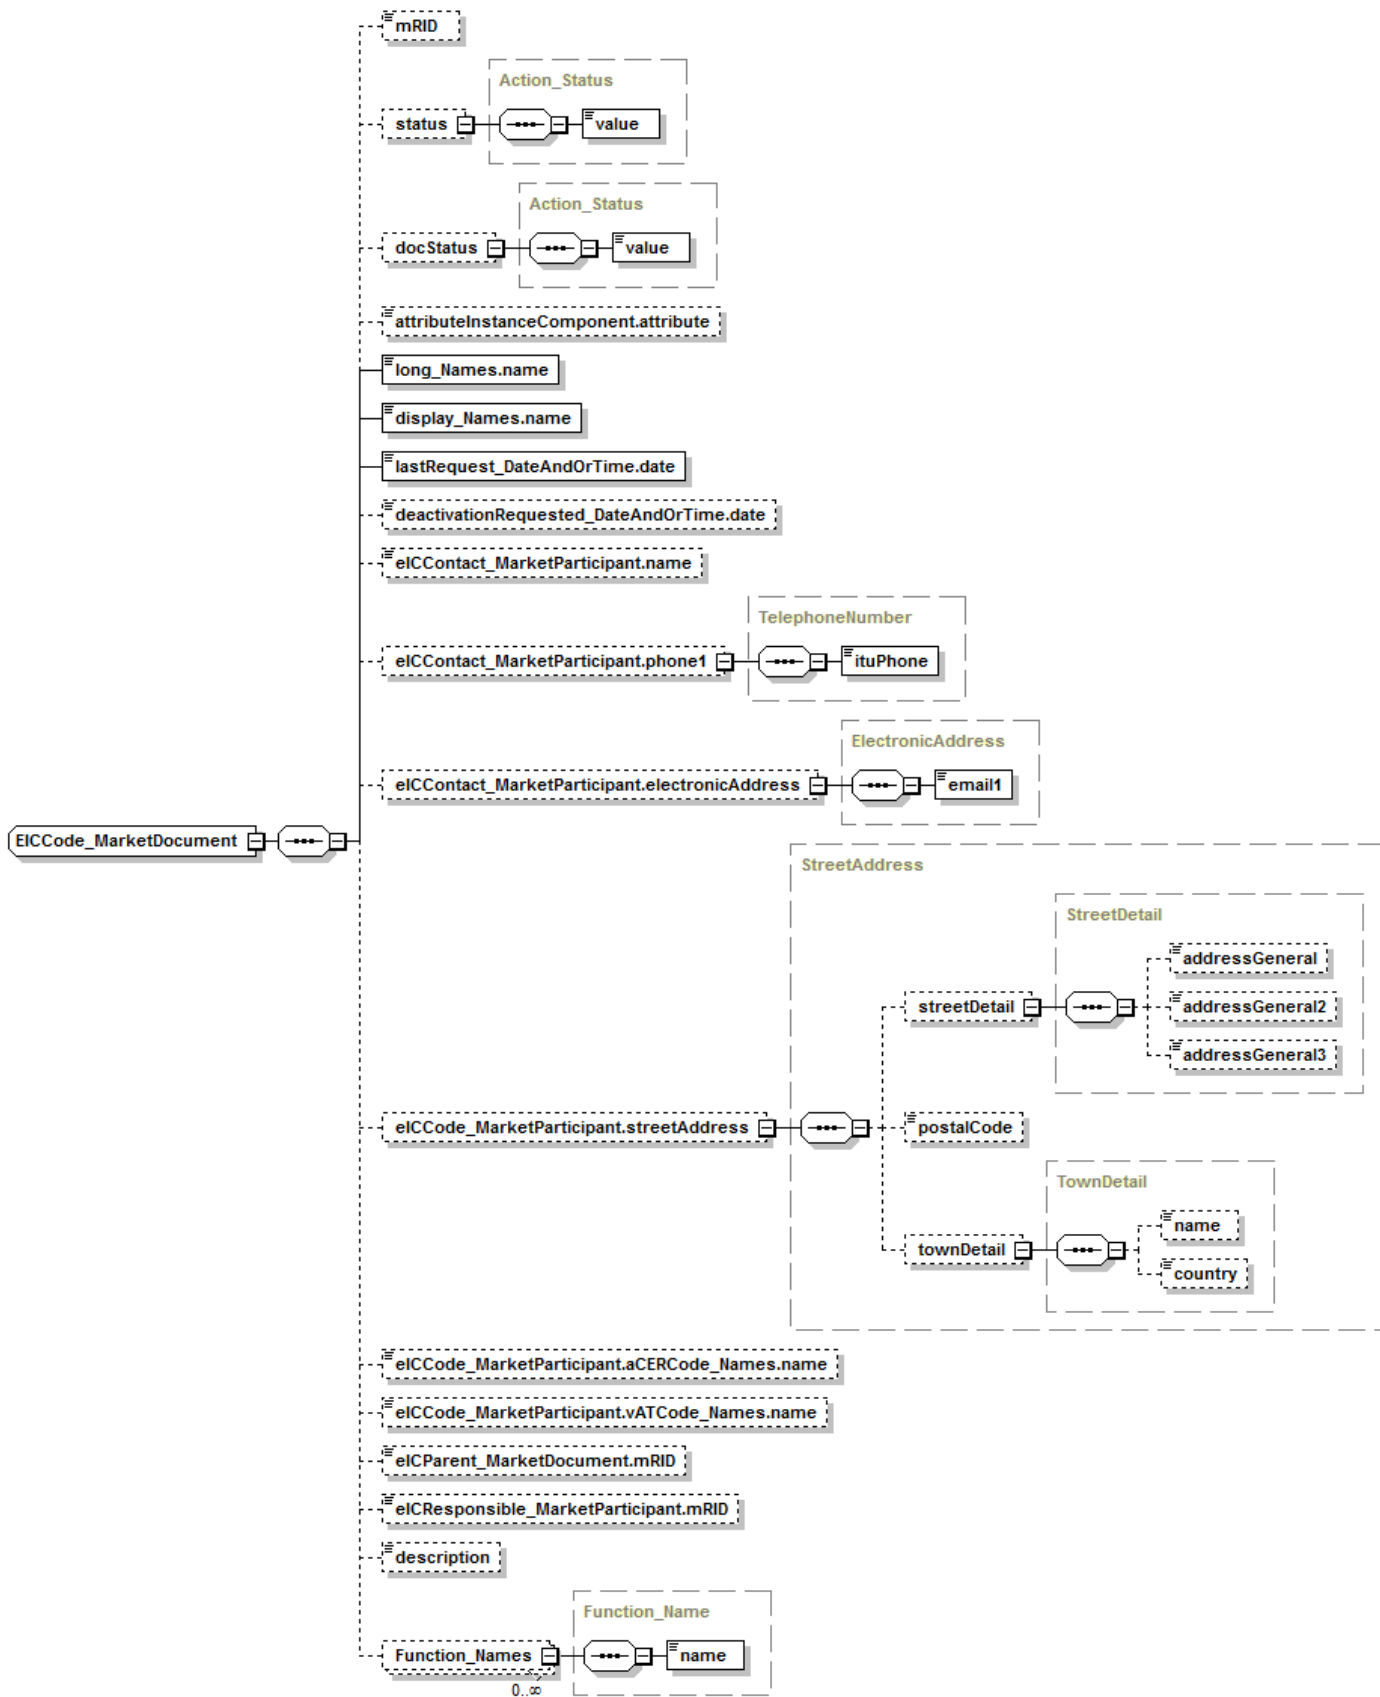 mRID
Action_Status
status
value
Action_Status
docStatus
value
attributeInstanceComponent.attribute
long_Names.name
display_Names.name
lastRequest_DateAndOrTime.date
deactivationRequested_DateAndOrTime.date
eICContact_MarketParticipant.name
TelephoneNumber
eICContact_MarketParticipant.phone1
ituPhone
ElectronicAddress
eICContact_MarketParticipant.electronicAddress
email1
EICCode_MarketDocument
StreetAddress
StreetDetail
addressGeneral
streetDetail
addressGeneral2
addressGeneral3
eICCode_MarketParticipant.streetAddress
postalCode
TownDetail
name
townDetail
country
eICCode_MarketParticipant.aCERCode_Names.name
eICCode_MarketParticipant.vATCode_Names.name
eICParent_MarketDocument.mRID
eICResponsible_MarketParticipant.mRID
description
Function_Name
Function_Names
name
0..∞